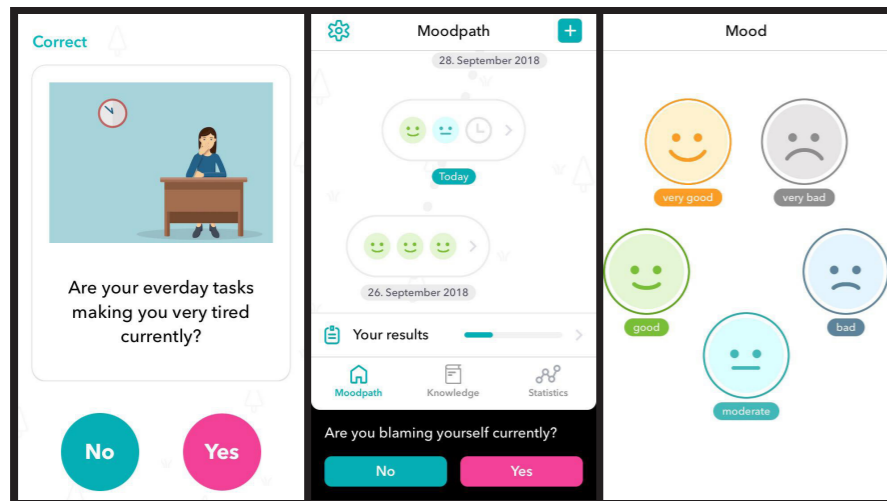 Correct
Are your everday tasks
making you very tired
currently?
No
Yes
Moodpath
28. September 2018
Today
26. September 2018
Your results
Moodpath
Knowledge
Statistics
Are you blaming yourself currently?
No
Yes
Mood
very good
very bad
good
bad
moderate